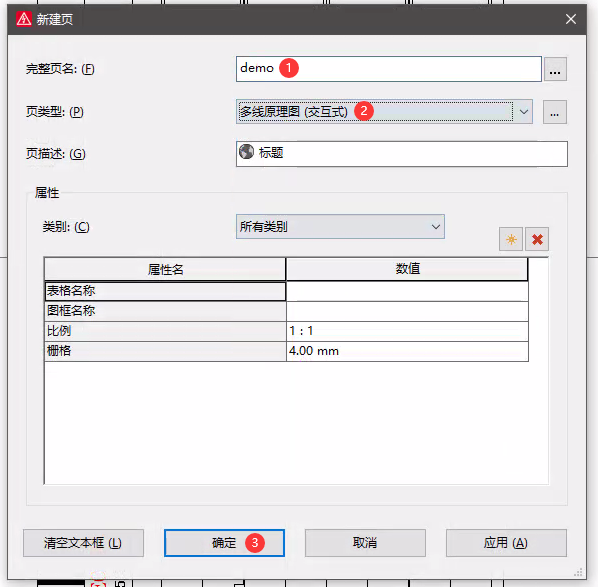 新建页
完整页名: (F)
demo 1
...
页类型: (P)
多线原理图 (交互式) 2
...
页描述: (G)
标题
属性
类别: (C)
所有类别
属性名 数值
表格名称
图框名称
比例 1 : 1
栅格 4.00 mm
清空文本框 (L) 确定 3 取消 应用 (A)